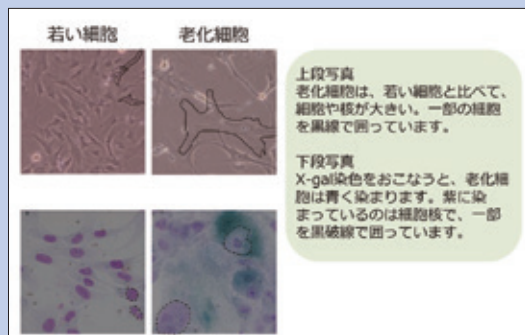 若い細胞
老化細胞
上段写真
老化細胞は、若い細胞と比べて、
細胞や核が大きい。一部の細胞
を黒線で囲っています。
下段写真
X-gal染色をおこなうと、老化細
胞は青く染まります。紫に染
まっているのは細胞核で、一部
を黒破線で囲っています。